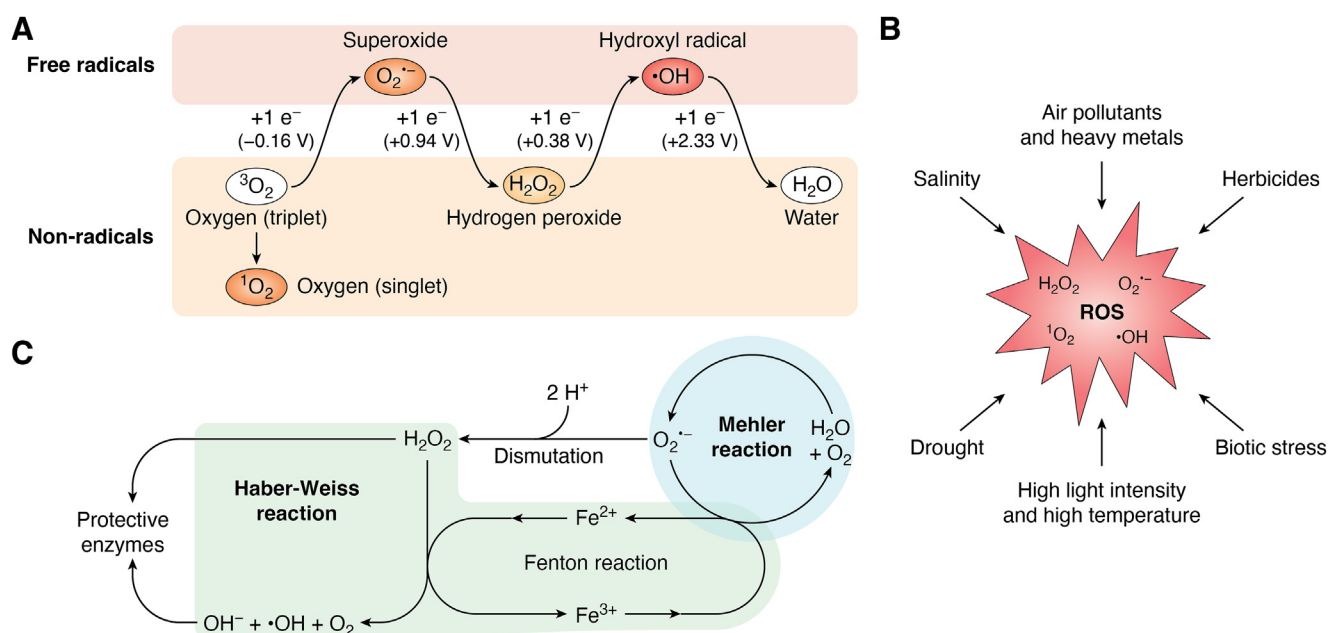 A
Free radicals
Superoxide
O₂•⁻
Hydroxyl radical
•OH
+1 e⁻
(−0.16 V)
+1 e⁻
(+0.94 V)
+1 e⁻
(+0.38 V)
+1 e⁻
(+2.33 V)
Non-radicals
³O₂
Oxygen (triplet)
H₂O₂
Hydrogen peroxide
H₂O
Water
¹O₂
Oxygen (singlet)
B
Air pollutants
and heavy metals
Salinity
Herbicides
H₂O₂
O₂•⁻
ROS
¹O₂
•OH
Drought
Biotic stress
High light intensity
and high temperature
C
2 H⁺
H₂O₂
Dismutation
O₂•⁻
Mehler
reaction
H₂O
+ O₂
Haber-Weiss
reaction
Protective
enzymes
Fe²⁺
Fenton reaction
Fe³⁺
OH⁻ + •OH + O₂